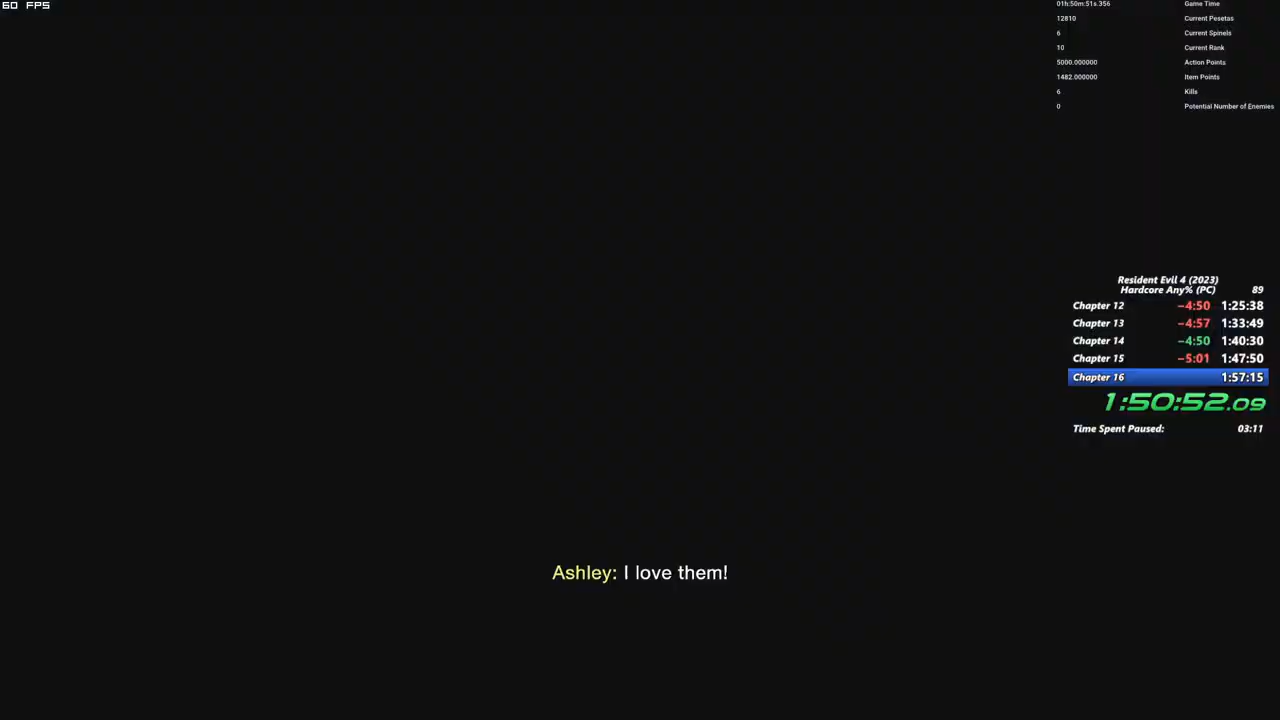 60 FPS
01h:50m:51s.356 Game Time
12810 Current Pesetas
6 Current Spinels
10 Current Rank
5000.000000 Action Points
1482.000000 Item Points
6 Kills
0 Potential Number of Enemies
Resident Evil 4 (2023)
Hardcore Any% (PC) 89
Chapter 12 −4:50 1:25:38
Chapter 13 −4:57 1:33:49
Chapter 14 −4:50 1:40:30
Chapter 15 −5:01 1:47:50
Chapter 16 1:57:15
1:50:52.09
Time Spent Paused: 03:11
Ashley: I love them!